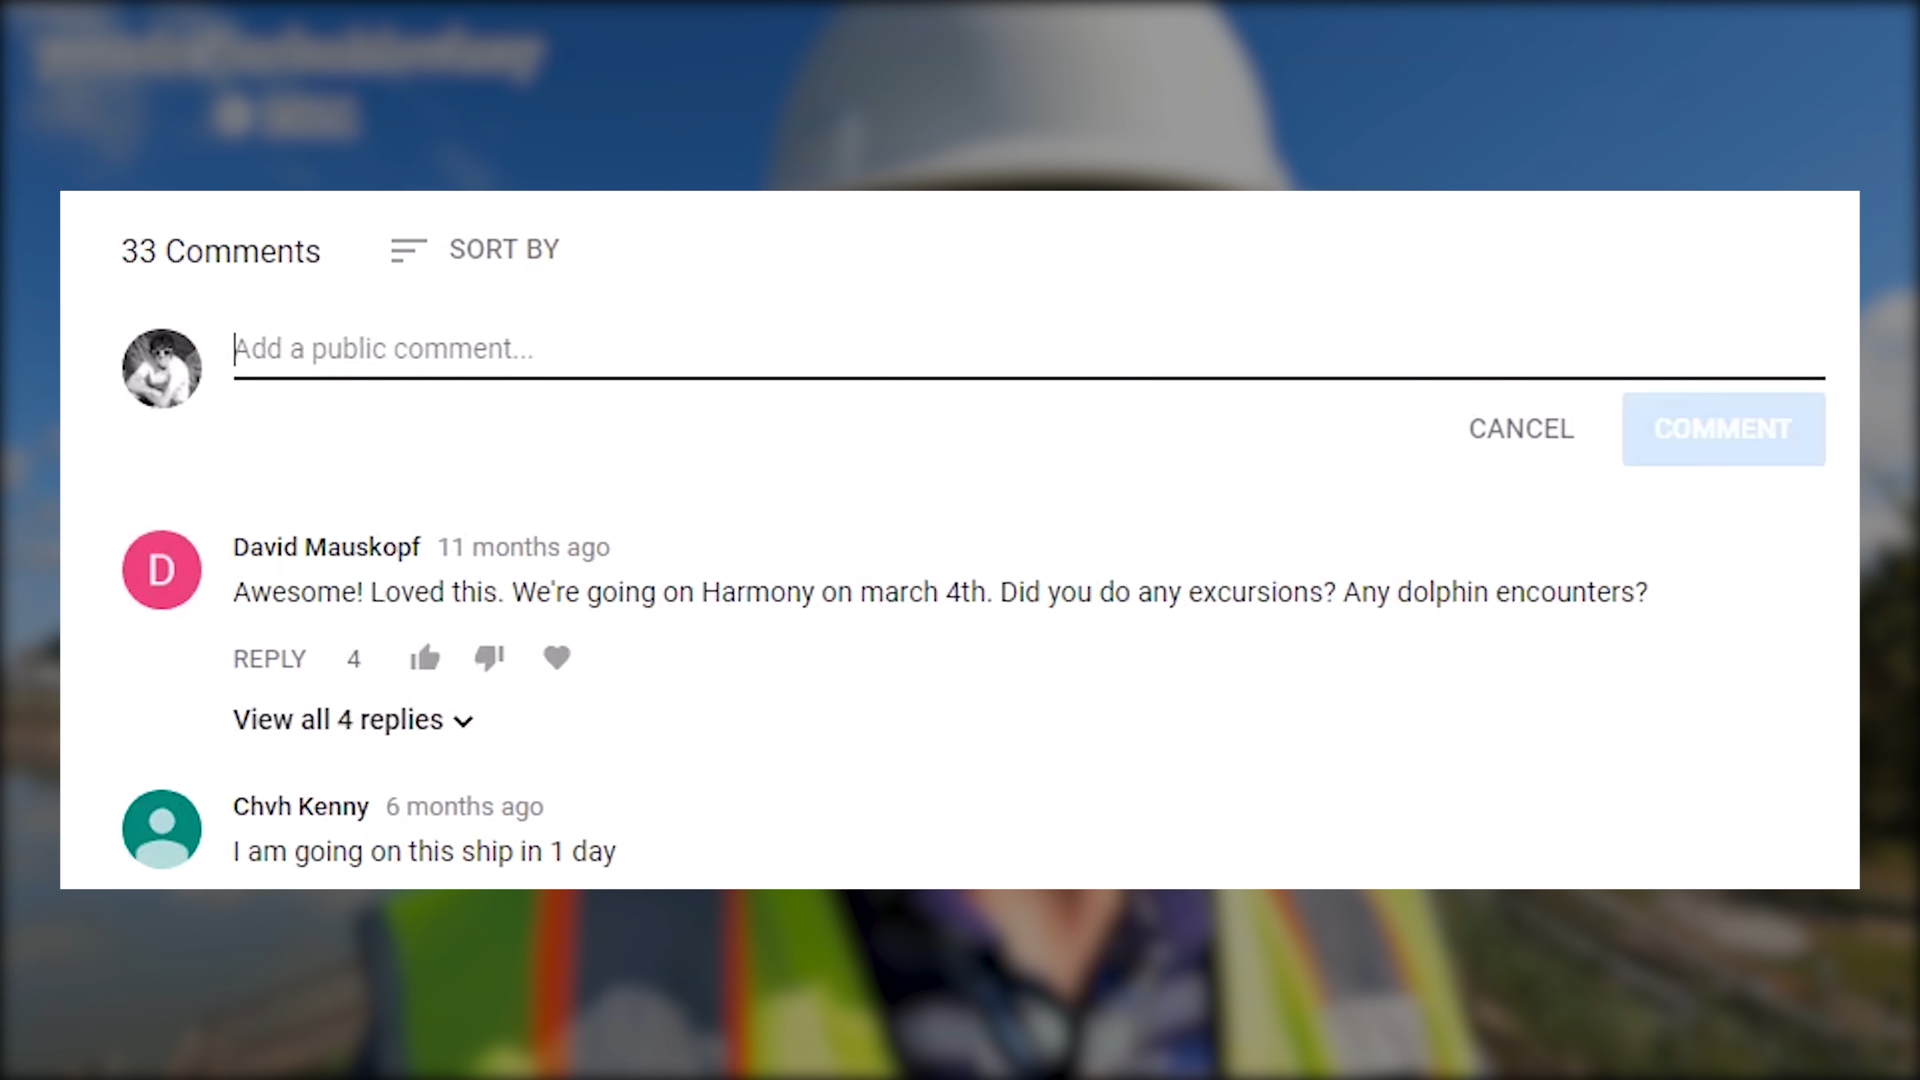 33 Comments
SORT BY
Add a public comment...
CANCEL
COMMENT
D
David Mauskopf 11 months ago
Awesome! Loved this. We're going on Harmony on march 4th. Did you do any excursions? Any dolphin encounters?
REPLY 4
View all 4 replies
Chvh Kenny 6 months ago
I am going on this ship in 1 day